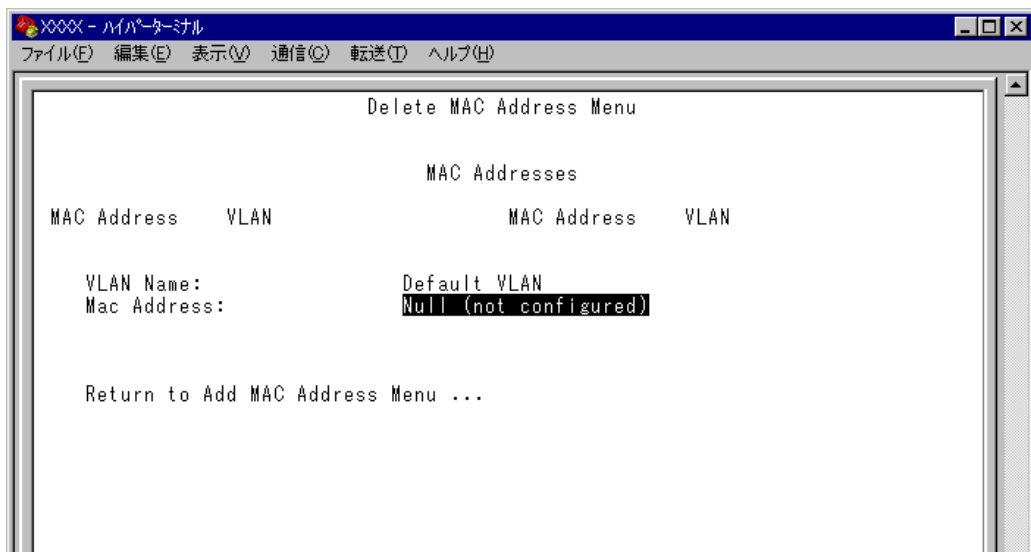 XXXX - ハイパーターミナル
ファイル(F) 編集(E) 表示(V) 通信(C) 転送(T) ヘルプ(H)
Delete MAC Address Menu
MAC Addresses
MAC Address VLAN MAC Address VLAN
VLAN Name: Default VLAN
Mac Address: Null (not configured)
Return to Add MAC Address Menu ...